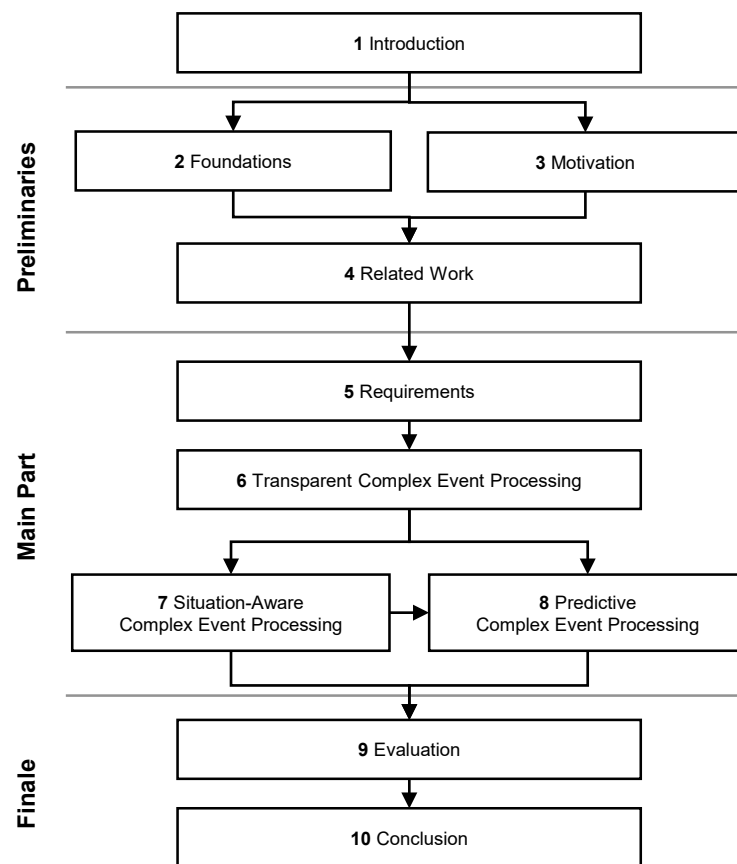 1 Introduction
Preliminaries
2 Foundations
3 Motivation
4 Related Work
Main Part
5 Requirements
6 Transparent Complex Event Processing
7 Situation-Aware
Complex Event Processing
8 Predictive
Complex Event Processing
Finale
9 Evaluation
10 Conclusion